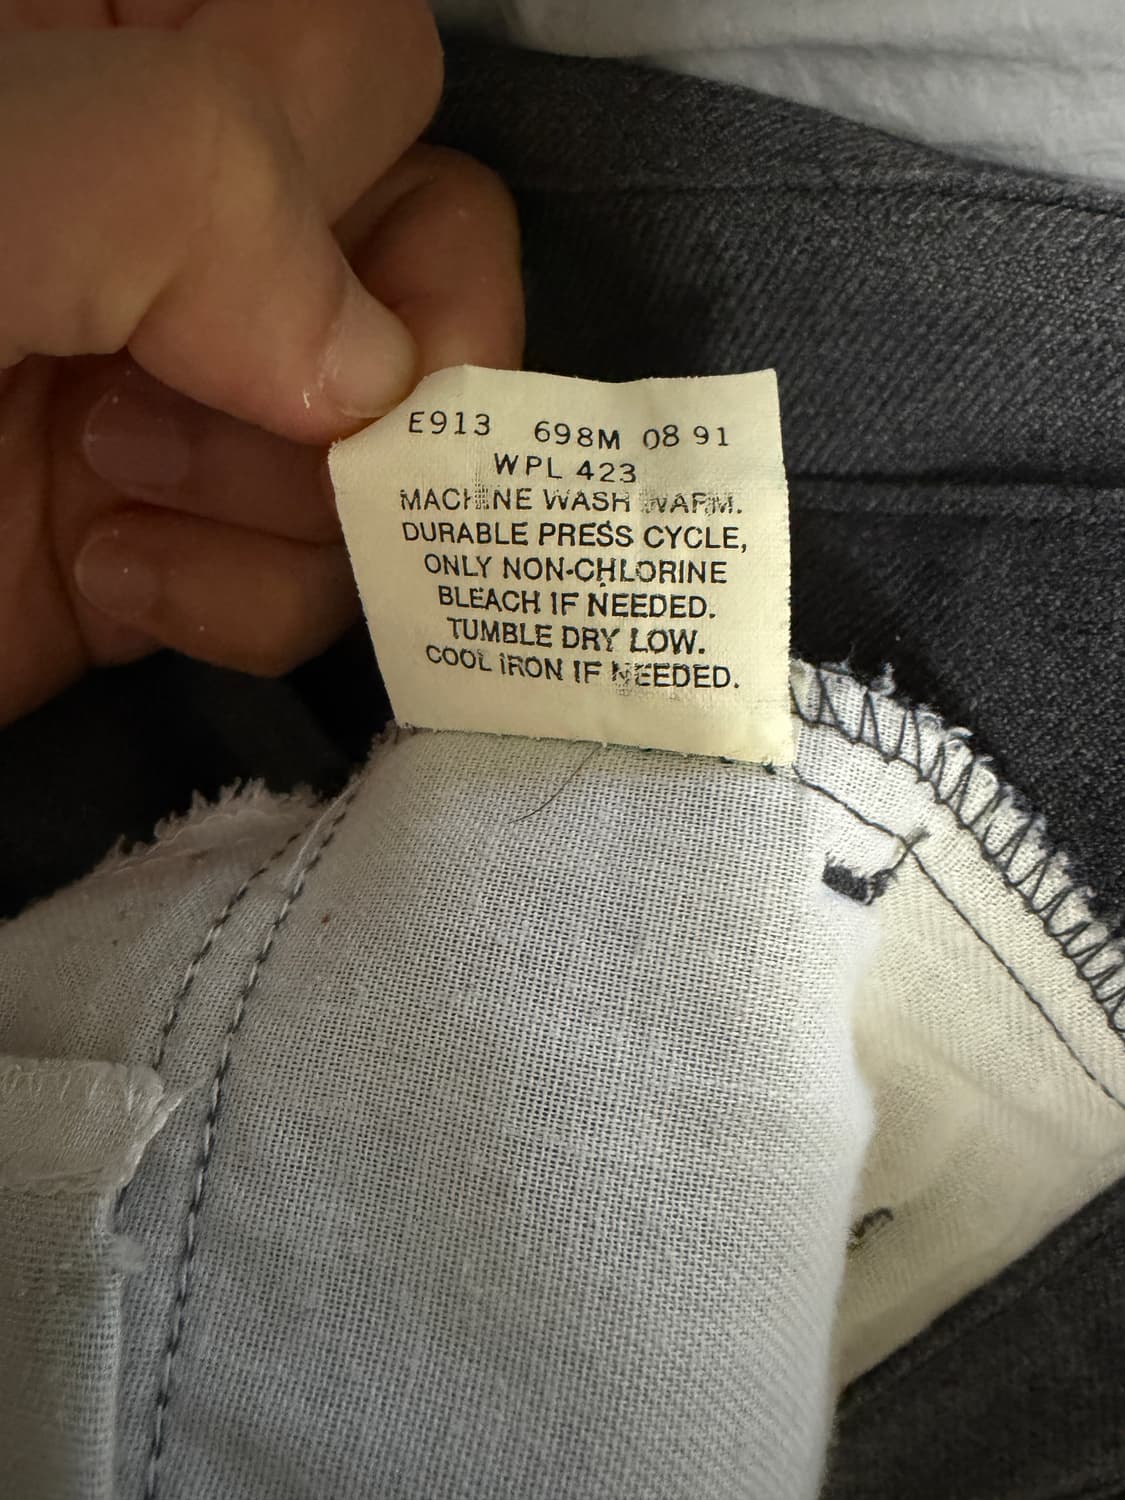 E913 698M 08 91
WPL 423
MACHINE WASH WARM.
DURABLE PRESS CYCLE,
ONLY NON-CHLORINE
BLEACH IF NEEDED.
TUMBLE DRY LOW.
COOL IRON IF NEEDED.